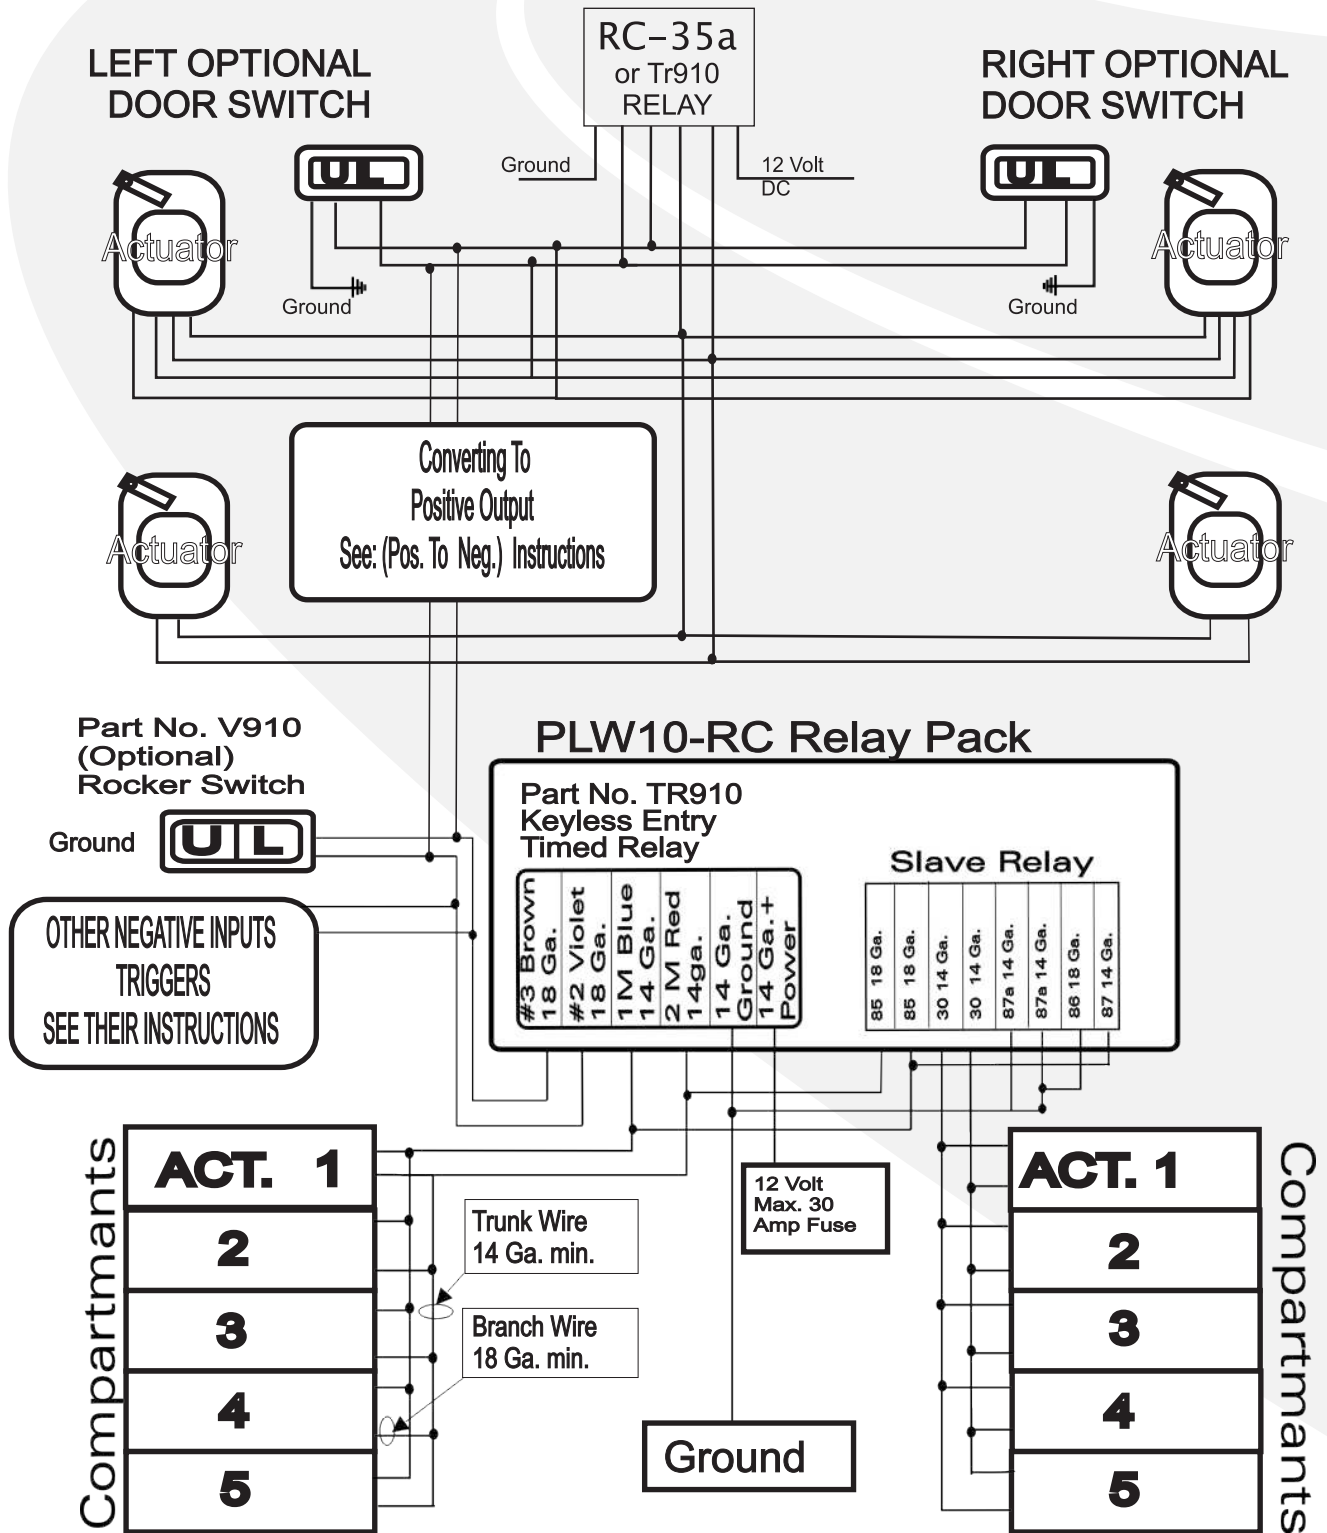 RC-35a
or Tr910
RELAY
LEFT OPTIONAL
DOOR SWITCH
RIGHT OPTIONAL
DOOR SWITCH
UL
Ground
12 Volt
DC
UL
Actuator
Actuator
Ground
Ground
Converting To
Positive Output
See: (Pos. To Neg.) Instructions
Actuator
Actuator
Part No. V910
(Optional)
Rocker Switch
Ground
U L
OTHER NEGATIVE INPUTS
TRIGGERS
SEE THEIR INSTRUCTIONS
PLW10-RC Relay Pack
Part No. TR910
Keyless Entry
Timed Relay
#3 Brown
18 Ga.
#2 Violet
18 Ga.
1M Blue
14 Ga.
2 M Red
14ga.
14 Ga.
Ground
14 Ga.+
Power
Slave Relay
85 18 Ga.
85 18 Ga.
30 14 Ga.
30 14 Ga.
87a 14 Ga.
87a 14 Ga.
86 18 Ga.
87 14 Ga.
Compartmants
ACT. 1
2
3
4
5
Trunk Wire
14 Ga. min.
Branch Wire
18 Ga. min.
12 Volt
Max. 30
Amp Fuse
Ground
ACT. 1
2
3
4
5
Compartmants